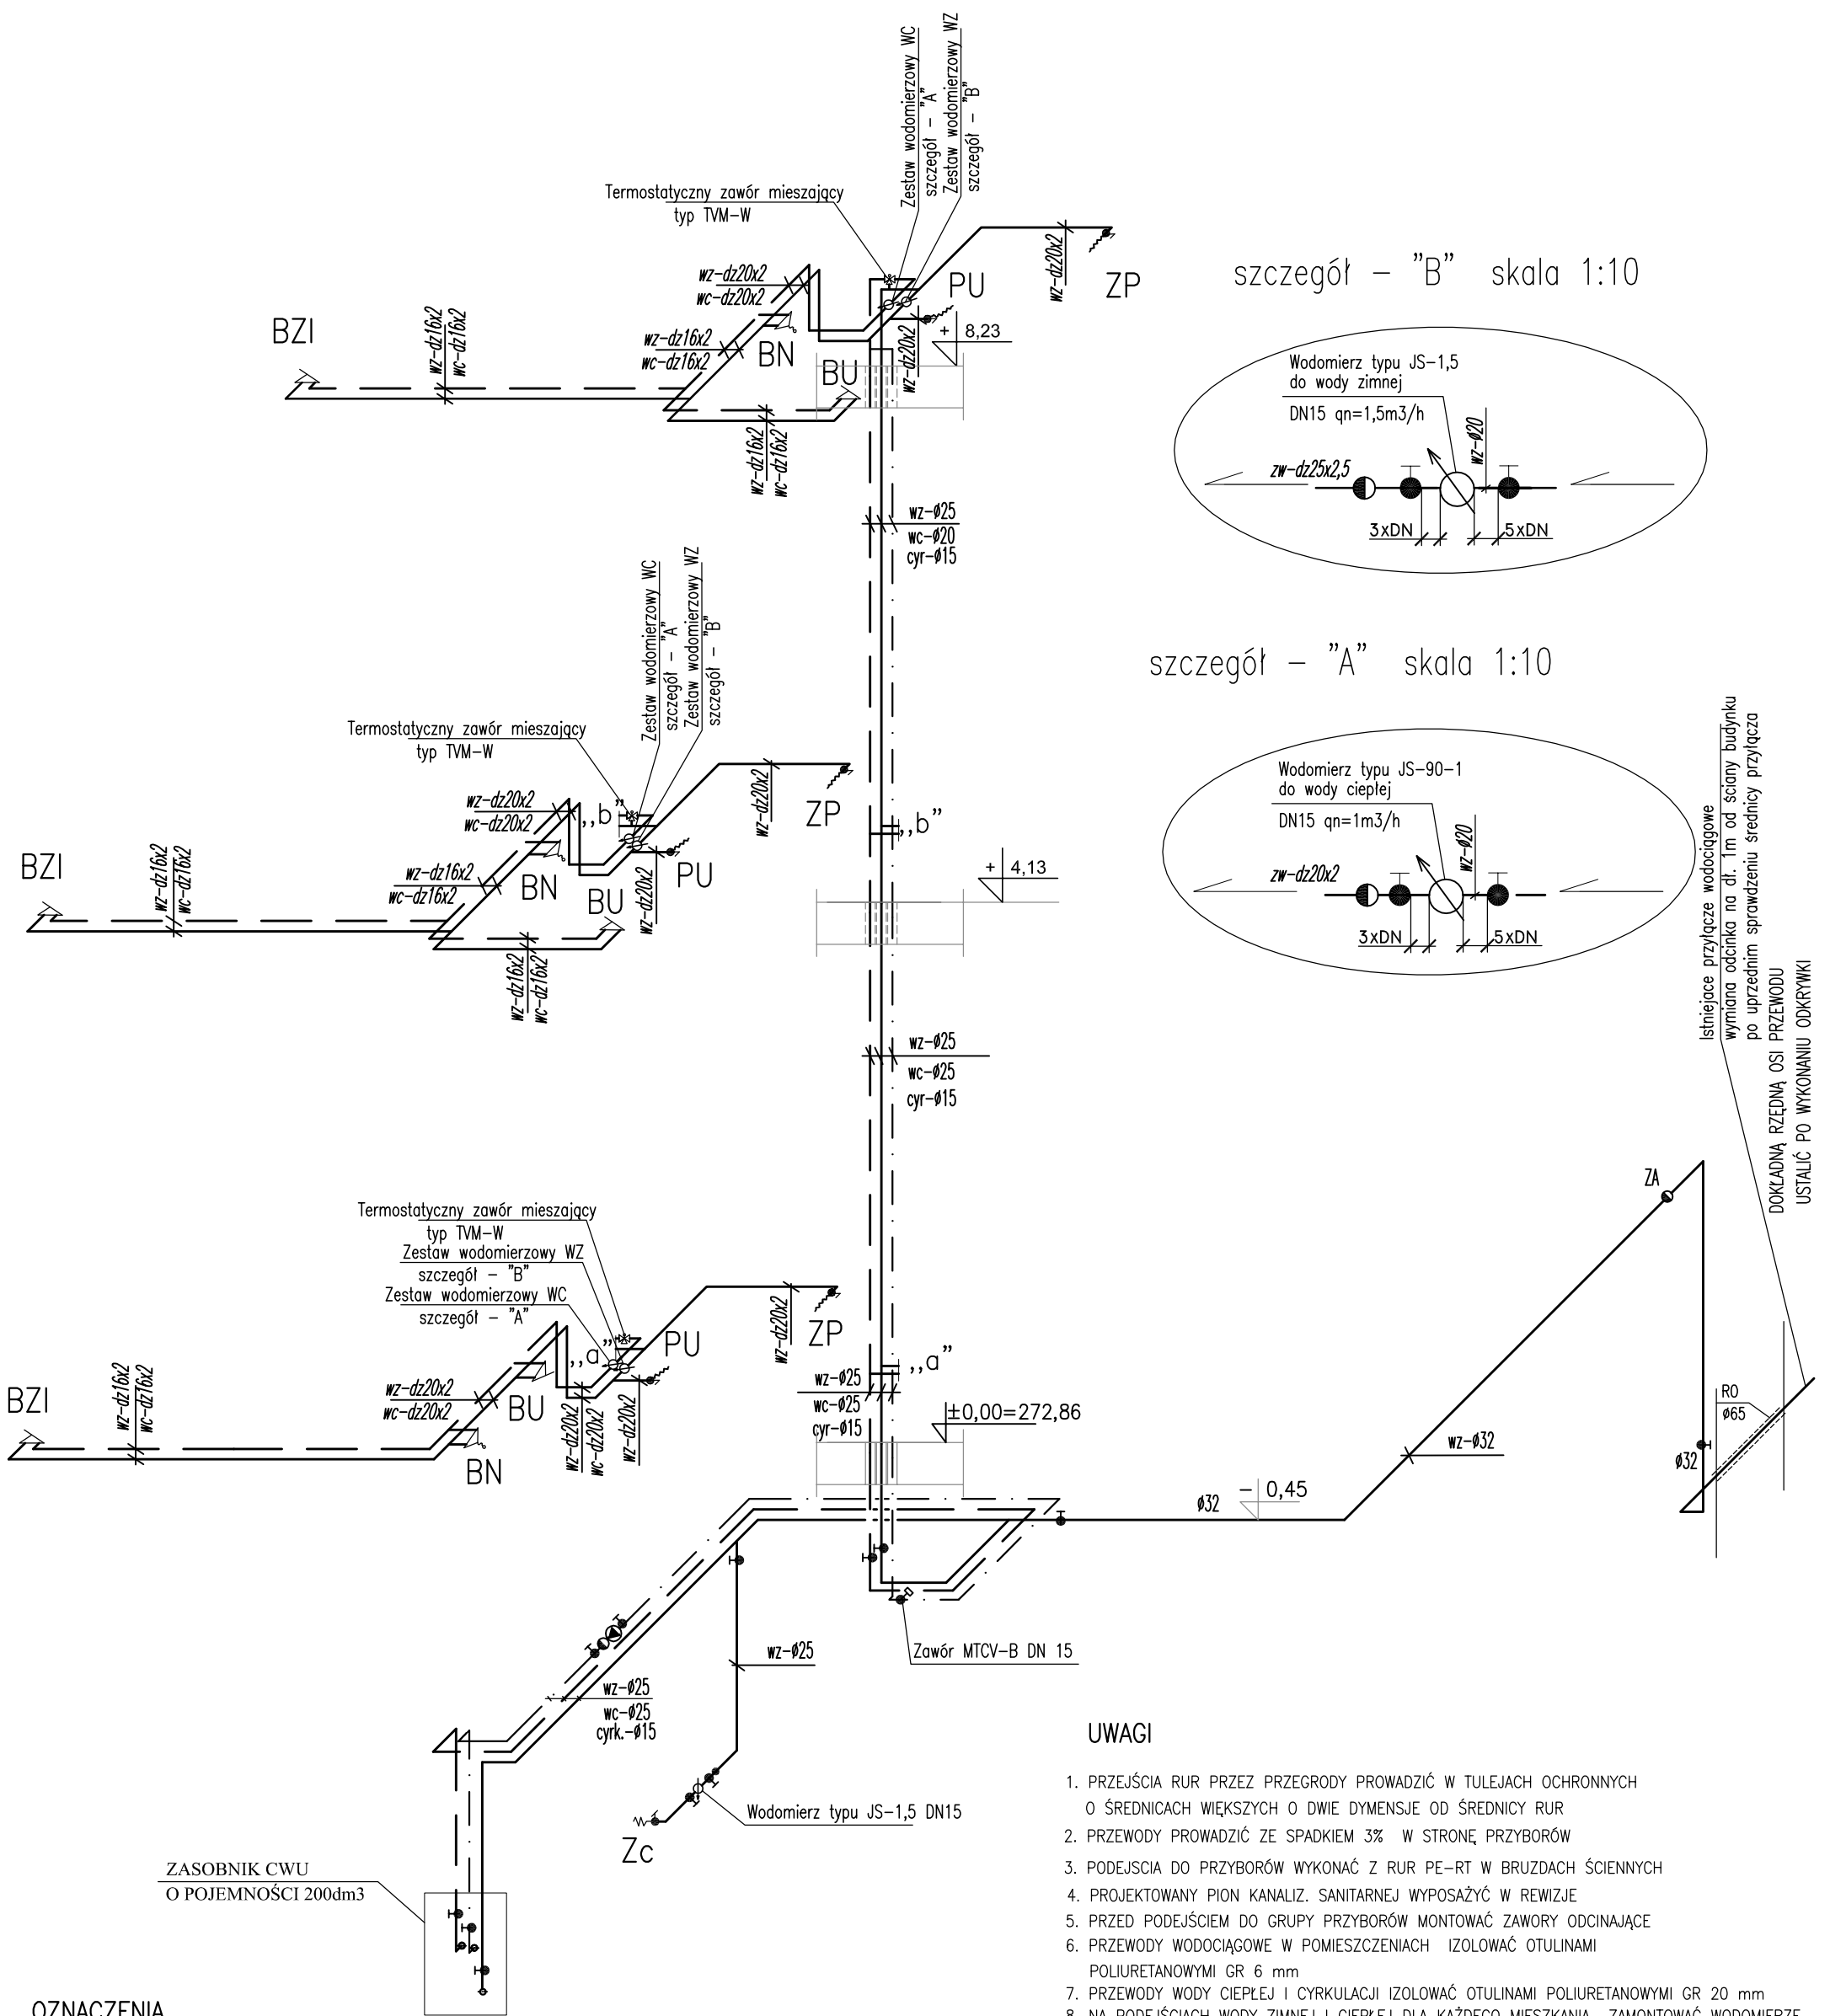 Zestaw wodomierzowy WC
szczegół - "A"
Zestaw wodomierzowy WZ
szczegół - "B"
Termostatyczny zawór mieszający
typ TVM-W
wz-dz20x2
wc-dz20x2
wz-dz20x2
PU
ZP
BZI
wz-dz16x2
wc-dz16x2
wz-dz16x2
wc-dz16x2
BN
BU
wz-dz20x2
+ 8,23
wz-dz16x2
wc-dz16x2
szczegół - "B" skala 1:10
Wodomierz typu JS-1,5
do wody zimnej
DN15 qn=1,5m3/h
wz-ø20
zw-dz25x2,5
3xDN
5xDN
wz-ø25
wc-ø20
cyr-ø15
Zestaw wodomierzowy WC
szczegół - "A"
Zestaw wodomierzowy WZ
szczegół - "B"
Termostatyczny zawór mieszający
typ TVM-W
wz-dz20x2
wc-dz20x2
,,b"
wz-dz20x2
ZP
,,b"
BZI
wz-dz16x2
wc-dz16x2
wz-dz16x2
wc-dz16x2
BN
BU
wz-dz20x2
PU
+ 4,13
wz-dz16x2
wc-dz16x2
szczegół - "A" skala 1:10
Wodomierz typu JS-90-1
do wody ciepłej
DN15 qn=1m3/h
wz-ø20
zw-dz20x2
3xDN
5xDN
Istniejace przyłącze wodociągowe
wymiana odcinka na dł. 1m od ściany budynku
po uprzednim sprawdzeniu średnicy przyłącza
DOKŁADNĄ RZĘDNĄ OSI PRZEWODU
USTALIĆ PO WYKONANIU ODKRYWKI
wz-ø25
wc-ø25
cyr-ø15
Termostatyczny zawór mieszający
typ TVM-W
Zestaw wodomierzowy WZ
szczegół - "B"
Zestaw wodomierzowy WC
szczegół - "A"
,,a"
PU
wz-dz20x2
ZP
,,a"
BZI
wz-dz16x2
wc-dz16x2
wz-dz20x2
wc-dz20x2
BU
BN
wz-dz20x2
wc-dz20x2
wz-dz20x2
wz-ø25
wc-ø25
cyr-ø15
±0,00=272,86
ZA
RO
ø65
ø32
wz-ø32
ø32
- 0,45
wz-ø25
Zawór MTCV-B DN 15
wz-ø25
wc-ø25
cyrk.-ø15
Wodomierz typu JS-1,5 DN15
Zc
ZASOBNIK CWU
O POJEMNOŚCI 200dm3
UWAGI
1. PRZEJŚCIA RUR PRZEZ PRZEGRODY PROWADZIĆ W TULEJACH OCHRONNYCH
O ŚREDNICACH WIĘKSZYCH O DWIE DYMENSJE OD ŚREDNICY RUR
2. PRZEWODY PROWADZIĆ ZE SPADKIEM 3% W STRONĘ PRZYBORÓW
3. PODEJSCIA DO PRZYBORÓW WYKONAĆ Z RUR PE-RT W BRUZDACH ŚCIENNYCH
4. PROJEKTOWANY PION KANALIZ. SANITARNEJ WYPOSAŻYĆ W REWIZJE
5. PRZED PODEJŚCIEM DO GRUPY PRZYBORÓW MONTOWAĆ ZAWORY ODCINAJĄCE
6. PRZEWODY WODOCIĄGOWE W POMIESZCZENIACH IZOLOWAĆ OTULINAMI
POLIURETANOWYMI GR 6 mm
7. PRZEWODY WODY CIEPŁEJ I CYRKULACJI IZOLOWAĆ OTULINAMI POLIURETANOWYMI GR 20 mm
8. NA PODEJŚCIACH WODY ZIMNEJ I CIEPŁEJ DLA KAŻDEGO MIESZKANIA ZAMONTOWAĆ WODOMIERZE
OZNACZENIA